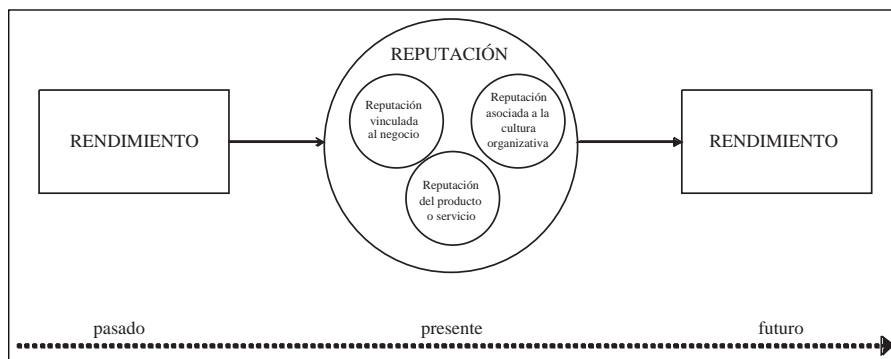 REPUTACIÓN
RENDIMIENTO
Reputación
vinculada
al negocio
Reputación
asociada a la
cultura
organizativa
Reputación
del producto
o servicio
RENDIMIENTO
pasado
presente
futuro